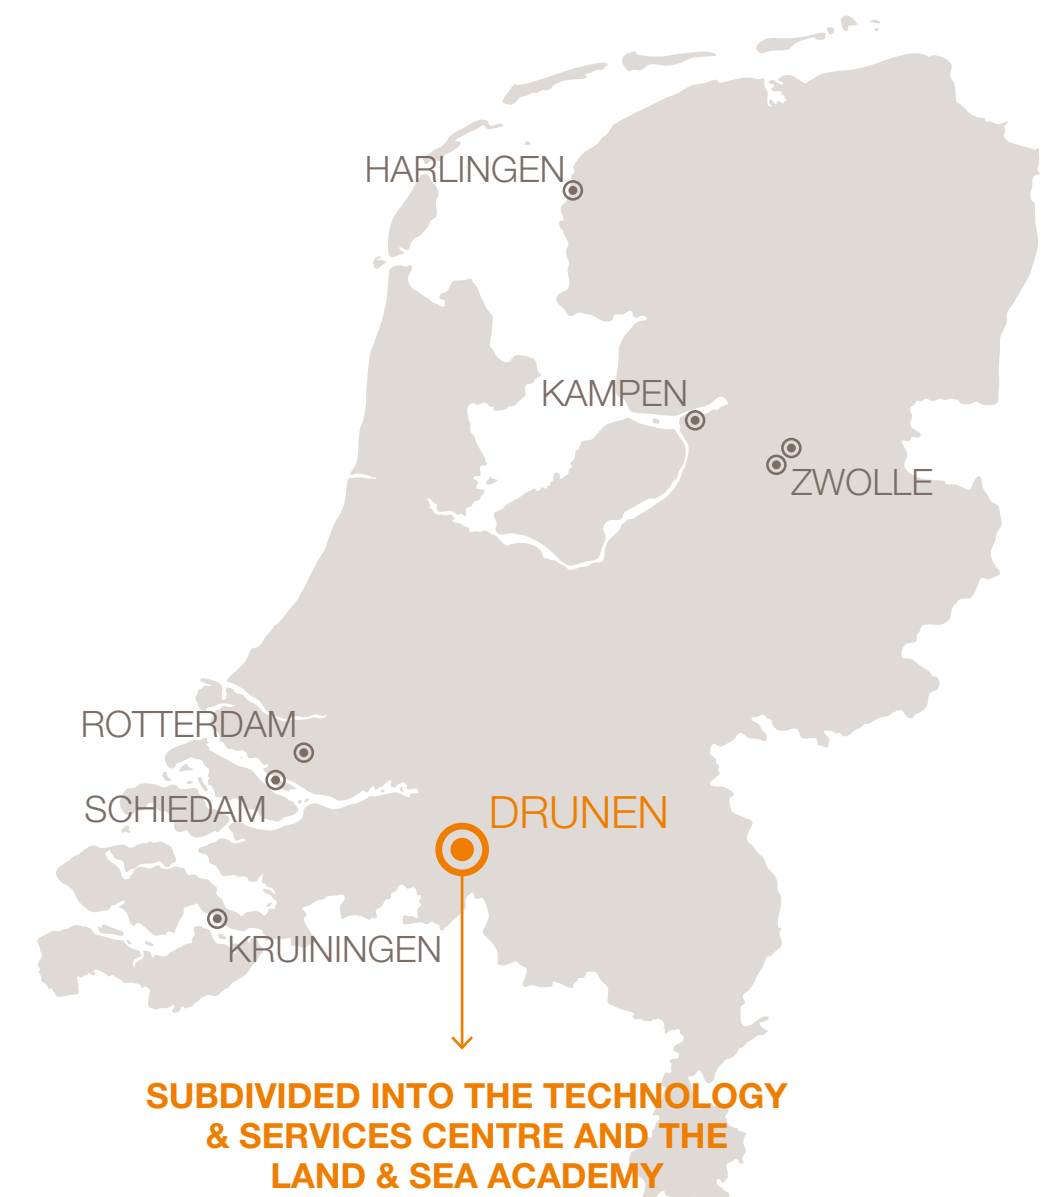 HARLINGEN
KAMPEN
ZWOLLE
ROTTERDAM
SCHIEDAM
DRUNEN
KRUININGEN
SUBDIVIDED INTO THE TECHNOLOGY
& SERVICES CENTRE AND THE
LAND & SEA ACADEMY